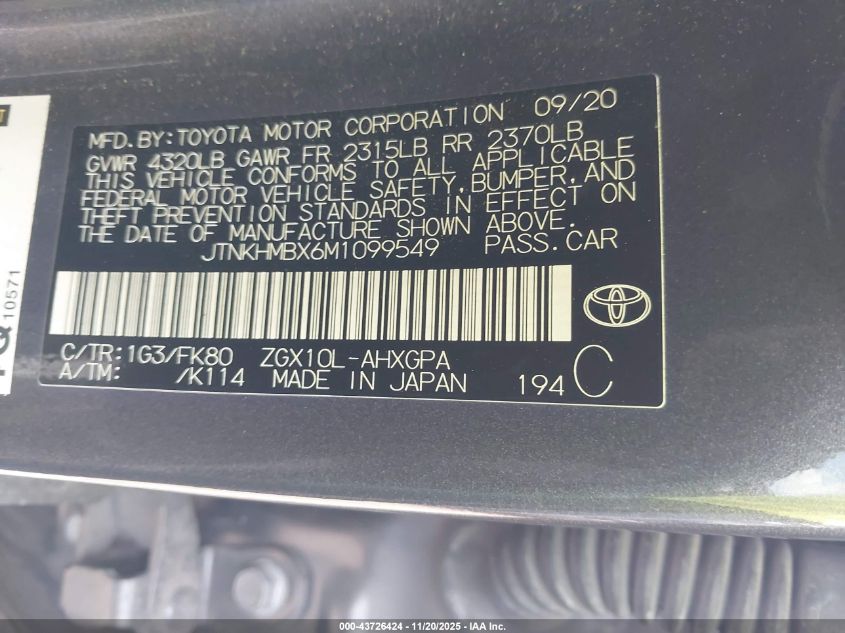 MFD.BY:TOYOTA MOTOR CORPORATION 09/20
GVWR 4320LB GAWR FR 2315LB RR 2370LB
THIS VEHICLE CONFORMS TO ALL APPLICABLE
FEDERAL MOTOR VEHICLE SAFETY,BUMPER,AND
THEFT PREVENTION STANDARDS IN EFFECT ON
THE DATE OF MANUFACTURE SHOWN ABOVE.
JTNKHMBX6M1099549 PASS.CAR
C/TR:1G3/FK80 ZGX10L-AHXGPA
A/TM: /K114 MADE IN JAPAN 194 C
10571
000-43726424 - 11/20/2025 - IAA Inc.